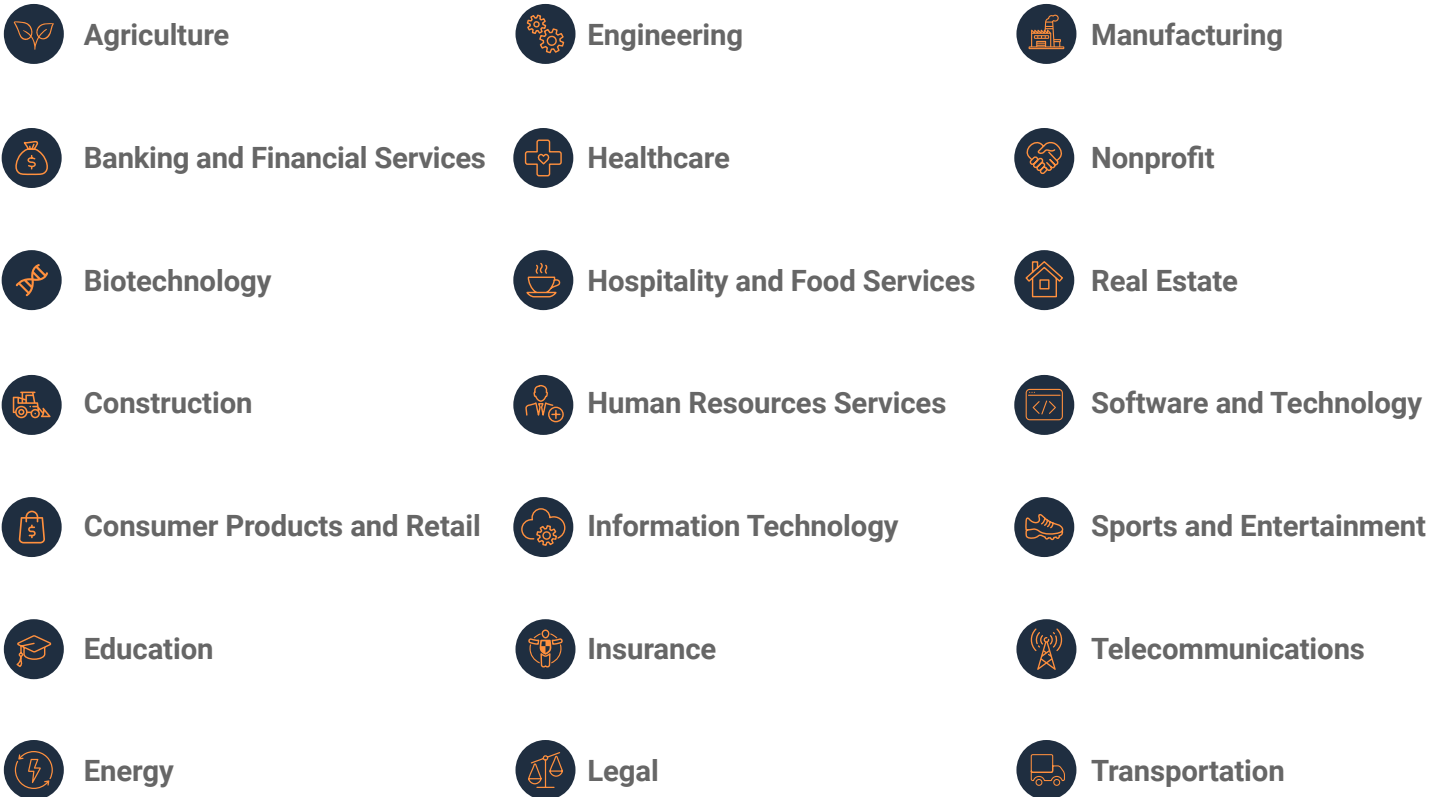 Agriculture
Banking and Financial Services
Biotechnology
Construction
Consumer Products and Retail
Education
Energy
Engineering
Healthcare
Hospitality and Food Services
Human Resources Services
Information Technology
Insurance
Legal
Manufacturing
Nonprofit
Real Estate
Software and Technology
Sports and Entertainment
Telecommunications
Transportation